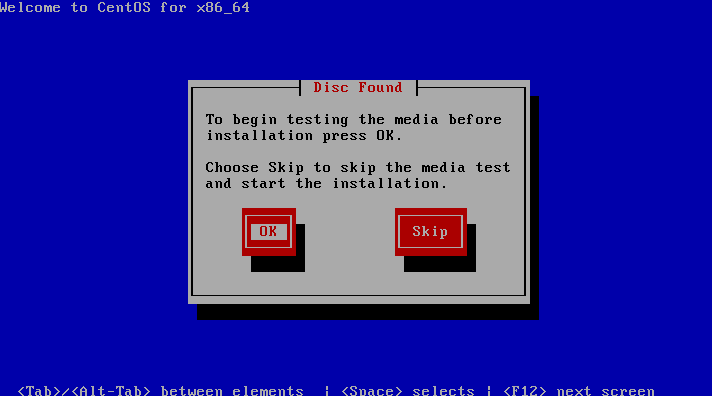 Welcome to CentOS for x86_64
Disc Found
To begin testing the media before
installation press OK.
Choose Skip to skip the media test
and start the installation.
OK Skip
<Tab>/<Alt-Tab> between elements | <Space> selects | <F12> next screen